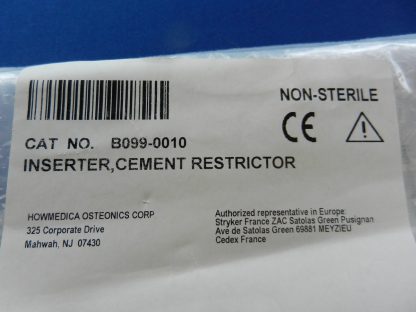 NON-STERILE
CE
CAT NO. B099-0010
INSERTER,CEMENT RESTRICTOR
HOWMEDICA OSTEONICS CORP
325 Corporate Drive
Mahwah, NJ 07430
Authorized representative in Europe:
Stryker France ZAC Satolas Green Pusignan
Ave de Satolas Green 69881 MEYZIEU
Cedex France